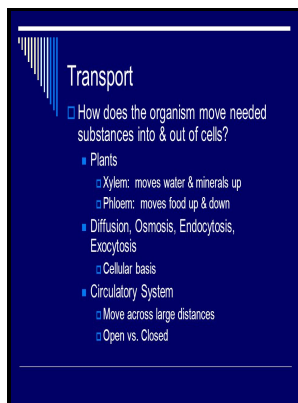 Transport
How does the organism move needed
substances into & out of cells?
Plants
Xylem: moves water & minerals up
Phloem: moves food up & down
Diffusion, Osmosis, Endocytosis,
Exocytosis
Cellular basis
Circulatory System
Move across large distances
Open vs. Closed